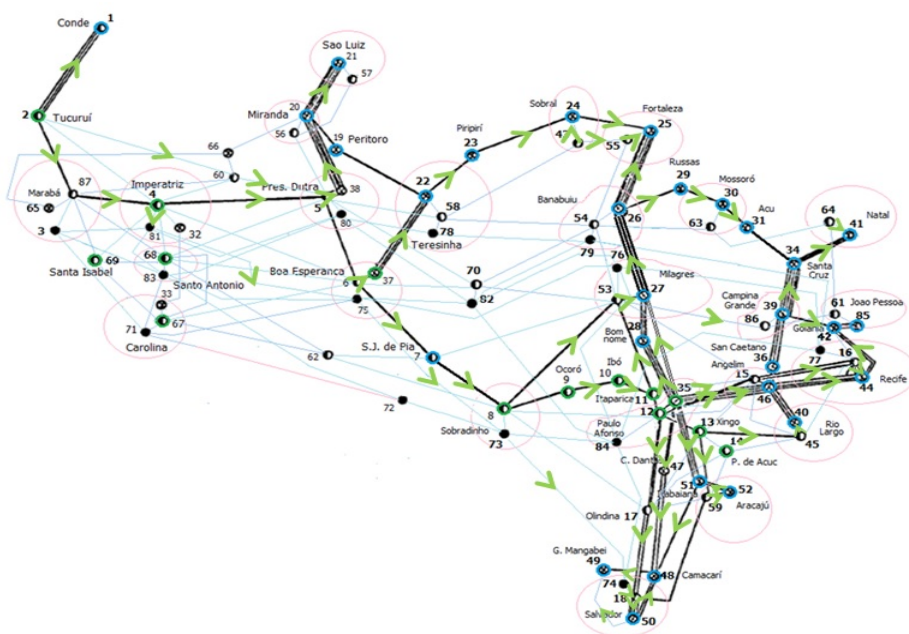 Conde 1
2 Tucuruí
Sao Luiz
21
57
Miranda 20
56
19 Peritoro
66
60
Marabá 87
65
3
Imperatriz
4
81
32
Pres. Dutra
38
5
80
Santa Isabel 69
68
Santo Antonio
83
33
67
71
Carolina
Piripirí
23
Sobral
24
Fortaleza
25
55
22
58
78
Teresinha
Boa Esperanca
37
6
75
70
82
62
72
S.J. de Pia
7
8
Sobradinho
73
Ocoró
9
Ibó
10
Itaparica
11
12
Paulo
Afonso
84
53
Bom
nome
28
27
Milagres
76
Banabuiu
54
79
26
29
Russas
Mossoró
30
Acu
31
63
64
41
Natal
34
Santa
Cruz
Campina
Grande
39
86
61
Joao Pessoa
85
Goiania
42
77
San Caetano
36
Angelim
15
16
44
Recife
46
40
Rio
Largo
45
35
13
Xingo
14
P. de Acuc
C. Danta
47
51
Itabaiana
52
59
Aracajú
Olindina
17
G. Mangabei
49
48
Camacarí
74
18
Salvador
50